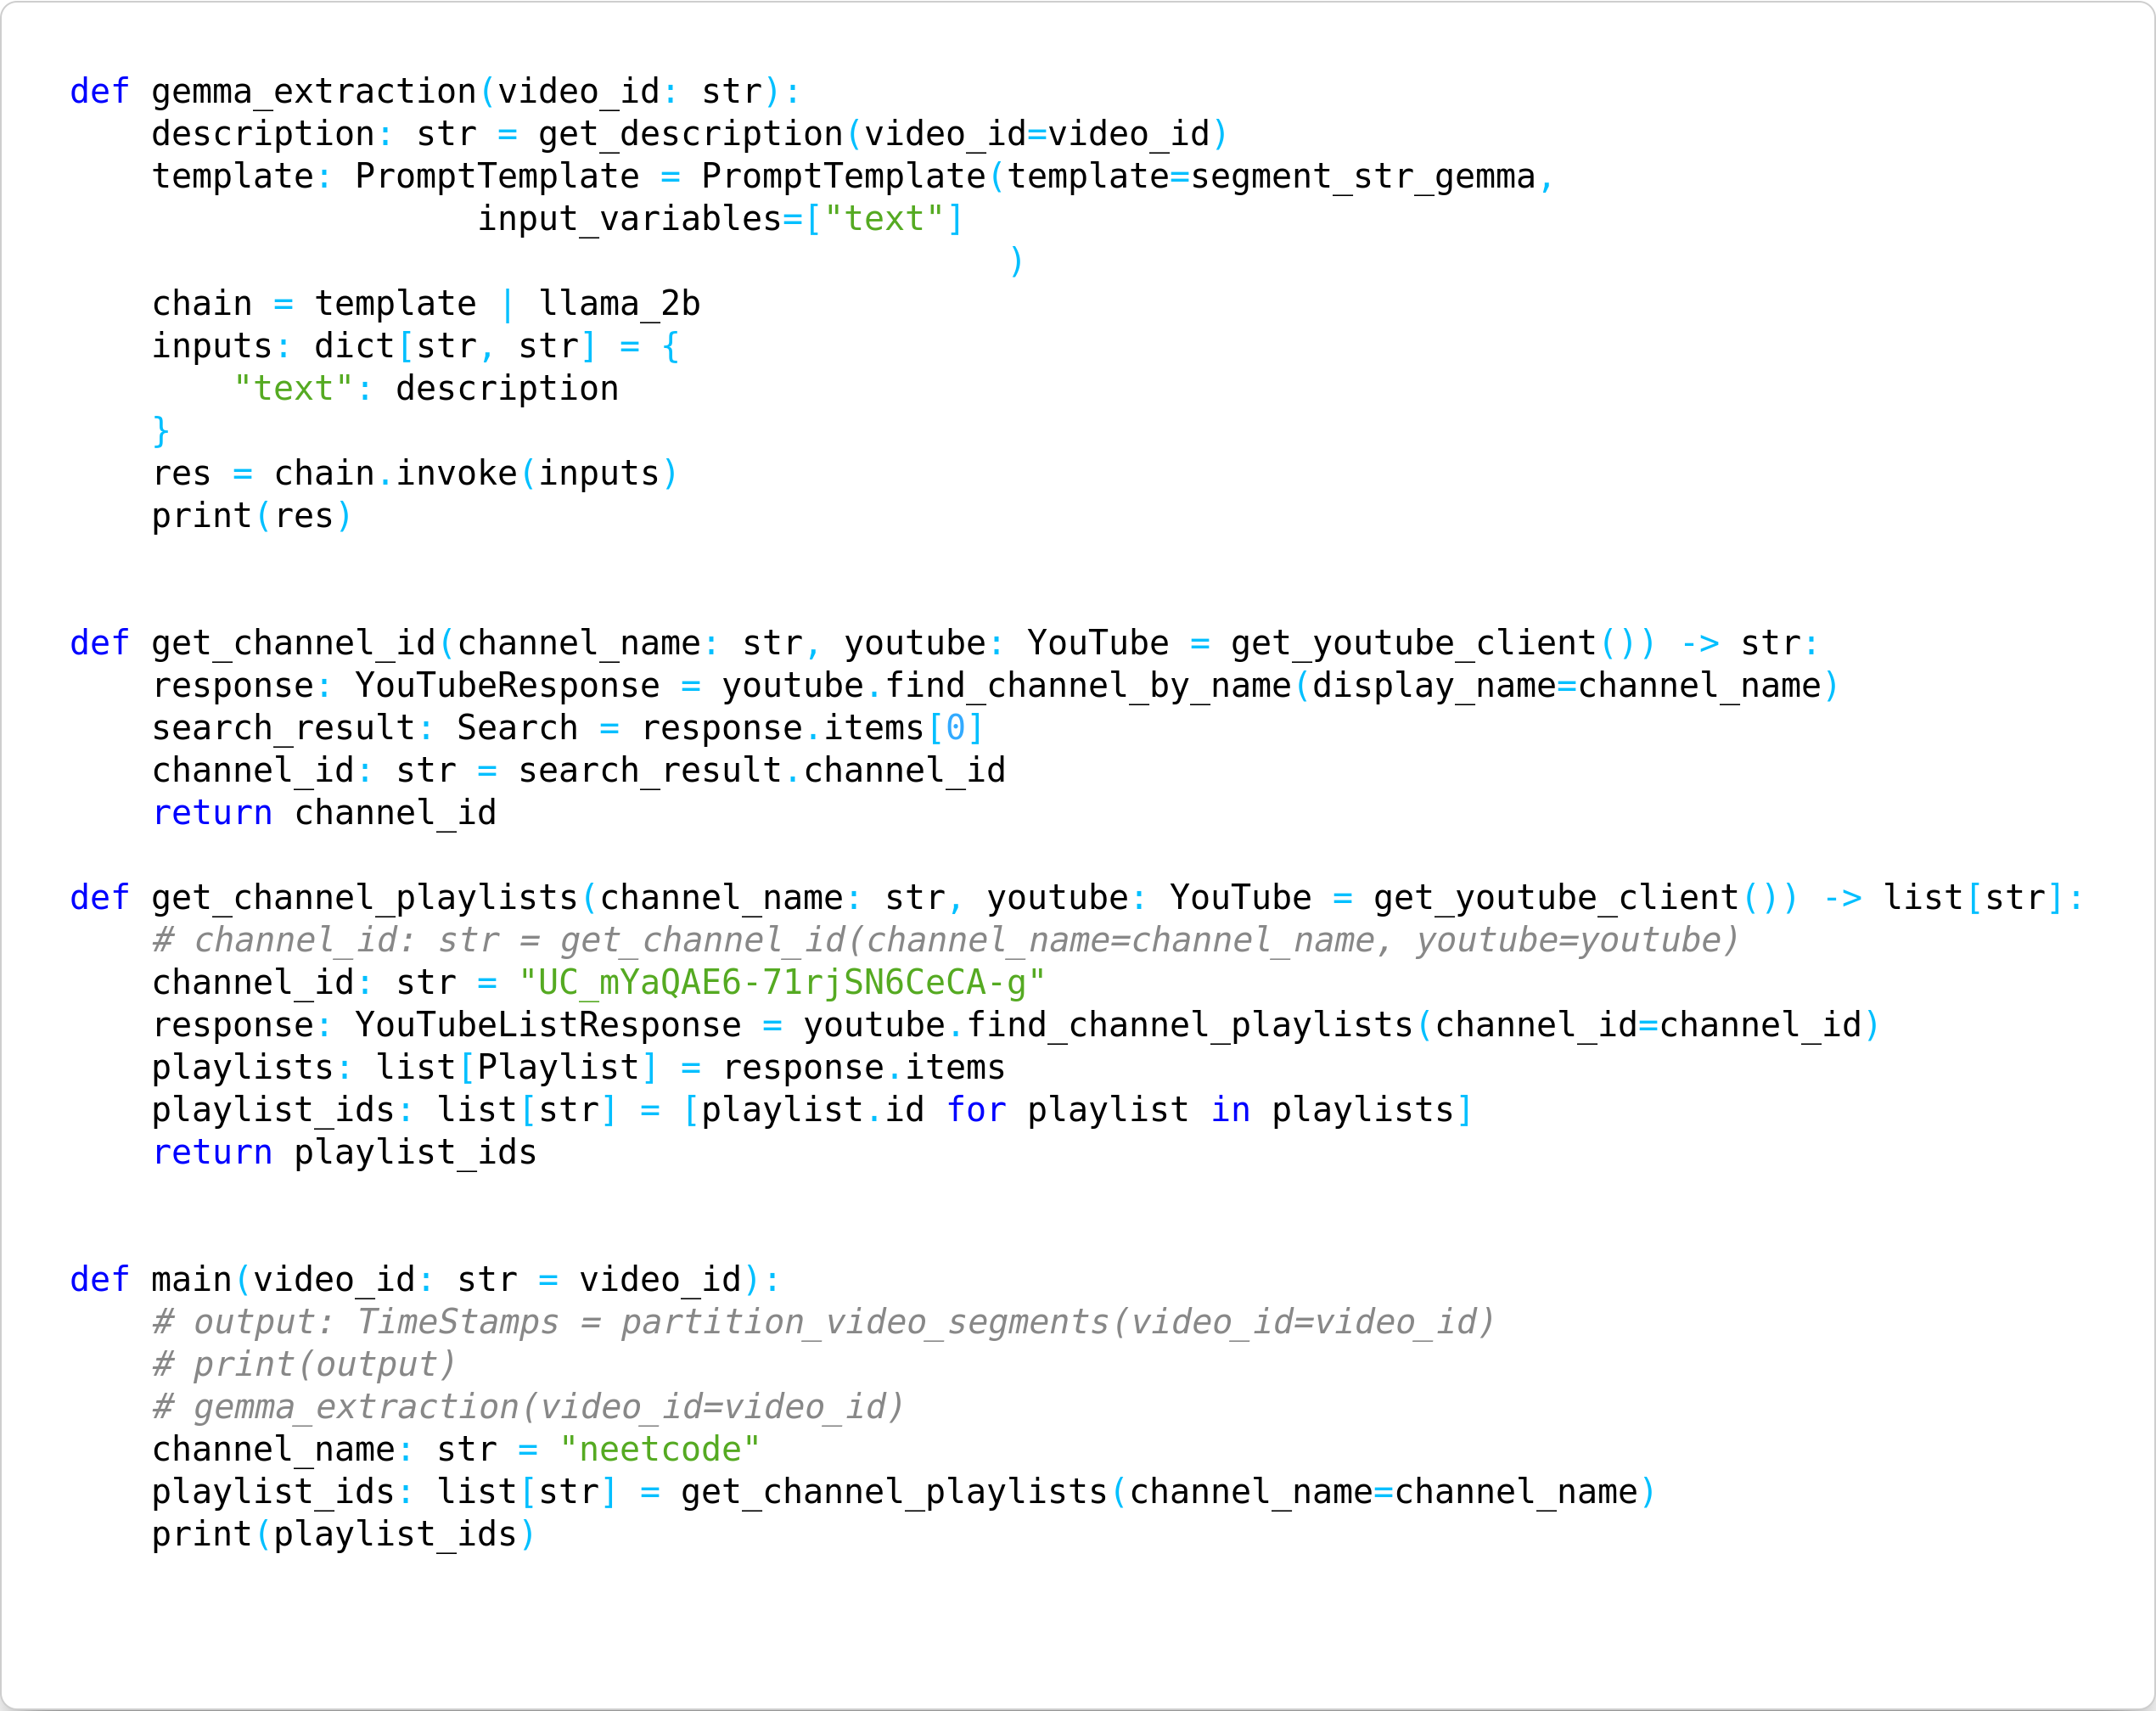 def gemma_extraction(video_id: str):
    description: str = get_description(video_id=video_id)
    template: PromptTemplate = PromptTemplate(template=segment_str_gemma,
                    input_variables=["text"]
                                              )
    chain = template | llama_2b
    inputs: dict[str, str] = {
        "text": description
    }
    res = chain.invoke(inputs)
    print(res)


def get_channel_id(channel_name: str, youtube: YouTube = get_youtube_client()) -> str:
    response: YouTubeResponse = youtube.find_channel_by_name(display_name=channel_name)
    search_result: Search = response.items[0]
    channel_id: str = search_result.channel_id
    return channel_id

def get_channel_playlists(channel_name: str, youtube: YouTube = get_youtube_client()) -> list[str]:
    # channel_id: str = get_channel_id(channel_name=channel_name, youtube=youtube)
    channel_id: str = "UC_mYaQAE6-71rjSN6CeCA-g"
    response: YouTubeListResponse = youtube.find_channel_playlists(channel_id=channel_id)
    playlists: list[Playlist] = response.items
    playlist_ids: list[str] = [playlist.id for playlist in playlists]
    return playlist_ids


def main(video_id: str = video_id):
    # output: TimeStamps = partition_video_segments(video_id=video_id)
    # print(output)
    # gemma_extraction(video_id=video_id)
    channel_name: str = "neetcode"
    playlist_ids: list[str] = get_channel_playlists(channel_name=channel_name)
    print(playlist_ids)